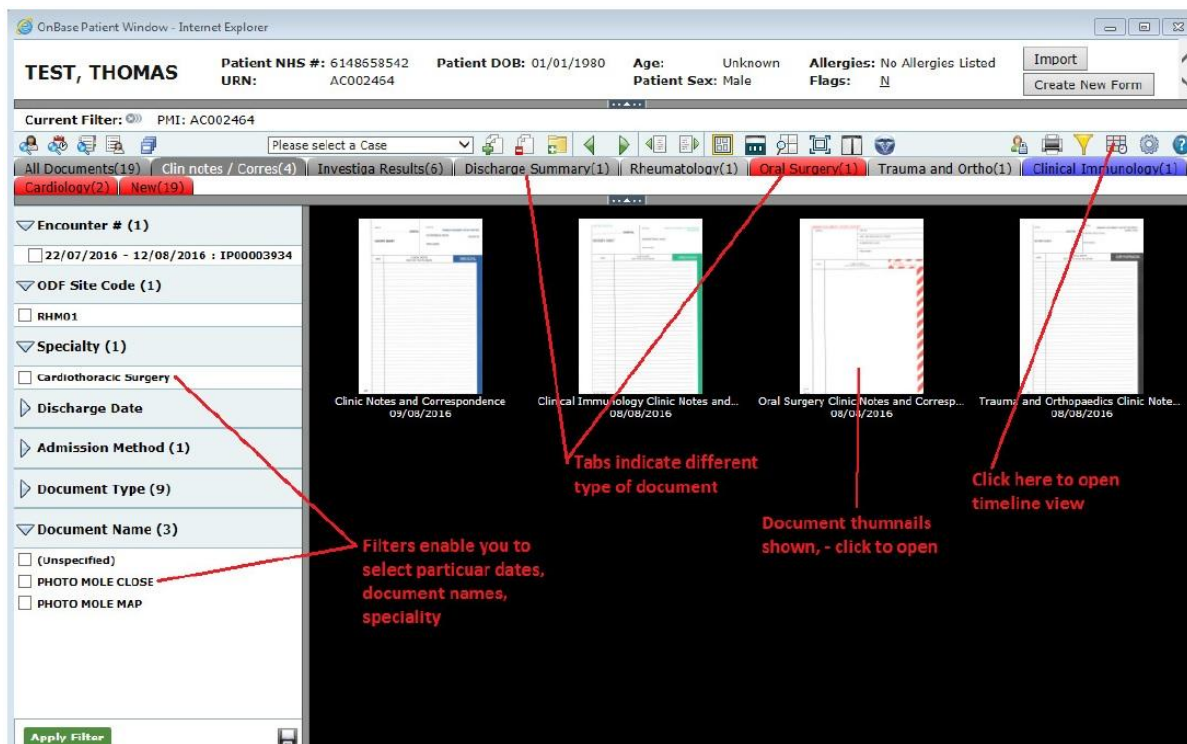 OnBase Patient Window - Internet Explorer
TEST, THOMAS
Patient NHS #: 6148658542 Patient DOB: 01/01/1980 Age: Unknown Allergies: No Allergies Listed Import
URN: AC002464 Patient Sex: Male Flags: N Create New Form
Current Filter: PMI: AC002464
Please select a Case
All Documents(19) Clin notes / Corres(4) Investiga Results(6) Discharge Summary(1) Rheumatology(1) Oral Surgery(1) Trauma and Ortho(1) Clinical Immunology(1)
Cardiology(2) New(19)
Encounter # (1)
22/07/2016 - 12/08/2016 : IP00003934
ODF Site Code (1)
RHM01
Specialty (1)
Cardiothoracic Surgery
Discharge Date
Admission Method (1)
Document Type (9)
Document Name (3)
(Unspecified)
PHOTO MOLE CLOSE
PHOTO MOLE MAP
Apply Filter
Clinic Notes and Correspondence
09/08/2016
Clinical Immunology Clinic Notes and...
08/08/2016
Oral Surgery Clinic Notes and Corresp...
Trauma and Orthopaedics Clinic Note...
08/08/2016
Tabs indicate different
type of document
Click here to open
timeline view
Document thumnails
shown, - click to open
Filters enable you to
select particuar dates,
document names,
speciality